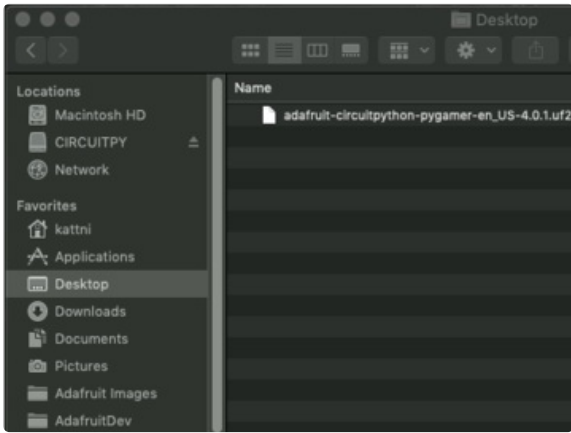 Desktop
Locations
Macintosh HD
CIRCUITPY
Network
Favorites
kattni
Applications
Desktop
Downloads
Documents
Pictures
Adafruit Images
AdafruitDev
Name
adafruit-circuitpython-pygamer-en_US-4.0.1.uf2